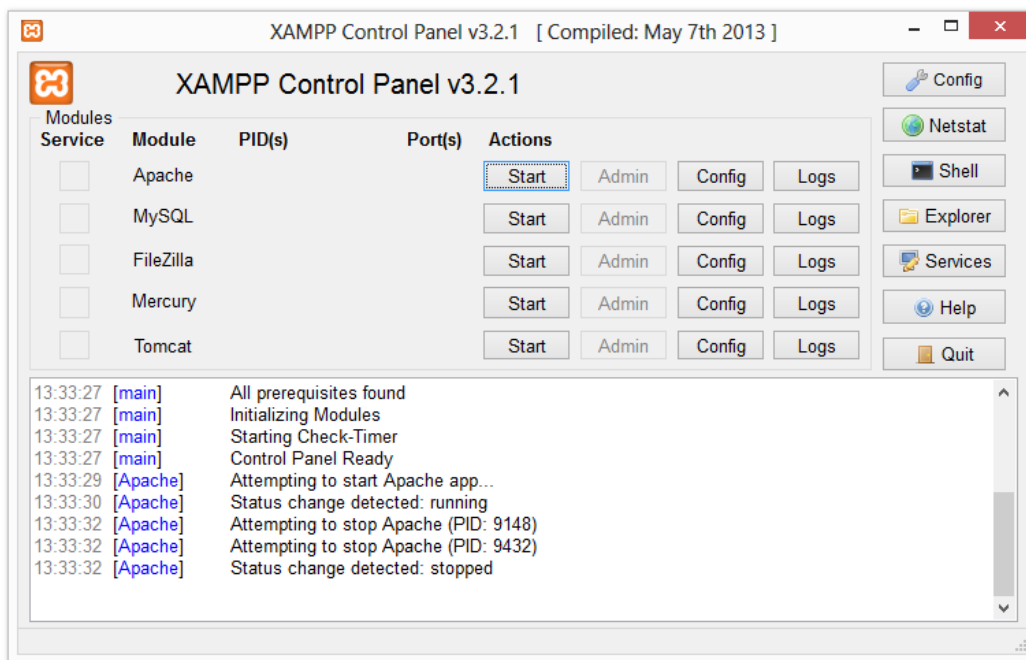 XAMPP Control Panel v3.2.1 [ Compiled: May 7th 2013 ]
XAMPP Control Panel v3.2.1
Config
Modules
Service Module PID(s) Port(s) Actions
Netstat
Apache Start Admin Config Logs
Shell
MySQL Start Admin Config Logs
Explorer
FileZilla Start Admin Config Logs
Services
Mercury Start Admin Config Logs
Help
Tomcat Start Admin Config Logs
Quit
13:33:27 [main] All prerequisites found
13:33:27 [main] Initializing Modules
13:33:27 [main] Starting Check-Timer
13:33:27 [main] Control Panel Ready
13:33:29 [Apache] Attempting to start Apache app...
13:33:30 [Apache] Status change detected: running
13:33:32 [Apache] Attempting to stop Apache (PID: 9148)
13:33:32 [Apache] Attempting to stop Apache (PID: 9432)
13:33:32 [Apache] Status change detected: stopped